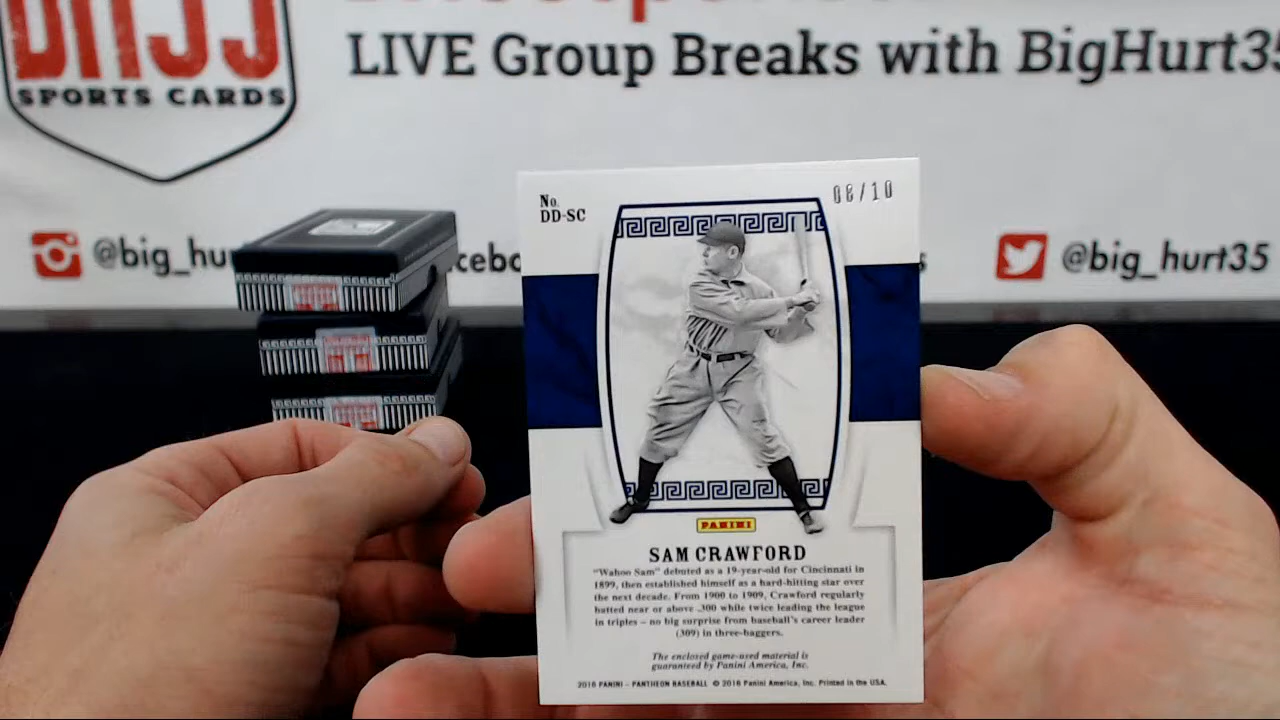 SPORTS CARDS
LIVE Group Breaks with BigHurt35
@big_hu
cebo
s
@big_hurt35
No.
DD-SC
08/10
PANINI
SAM CRAWFORD
"Wahoo Sam" debuted as a 19-year-old for Cincinnati in
1899, then established himself as a hard-hitting star over
the next decade. From 1900 to 1909, Crawford regularly
batted near or above .300 while twice leading the league
in triples – no big surprise from baseball's career leader
(309) in three-baggers.
The enclosed game-used material is
guaranteed by Panini America, Inc.
2016 PANINI – PANTHEON BASEBALL © 2016 Panini America, Inc. Printed in the USA.